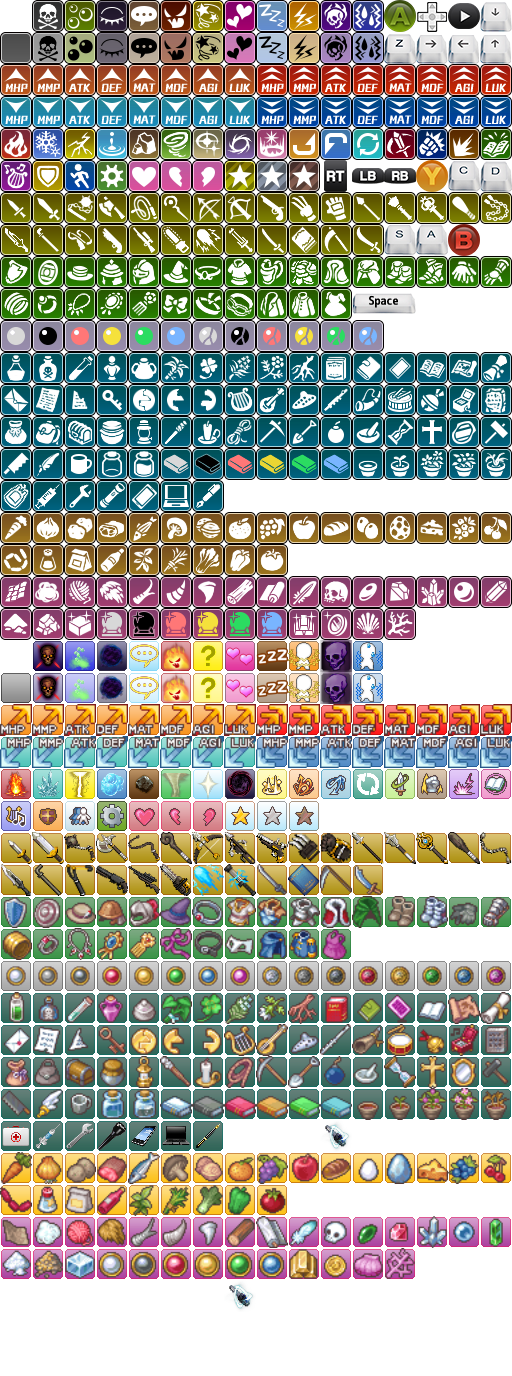 zzz A
zzz Z
MHP MMP ATK DEF MAT MDF AGI LUK MHP MMP ATK DEF MAT MDF AGI LUK
MHP MMP ATK DEF MAT MDF AGI LUK MHP MMP ATK DEF MAT MDF AGI LUK
RT LB RB Y C D
S A B
Space
? zzz
? zzz
MHP MMP ATK DEF MAT MDF AGI LUK MHP MMP ATK DEF MAT MDF AGI LUK
MHP MMP ATK DEF MAT MDF AGI LUK MHP MMP ATK DEF MAT MDF AGI LUK